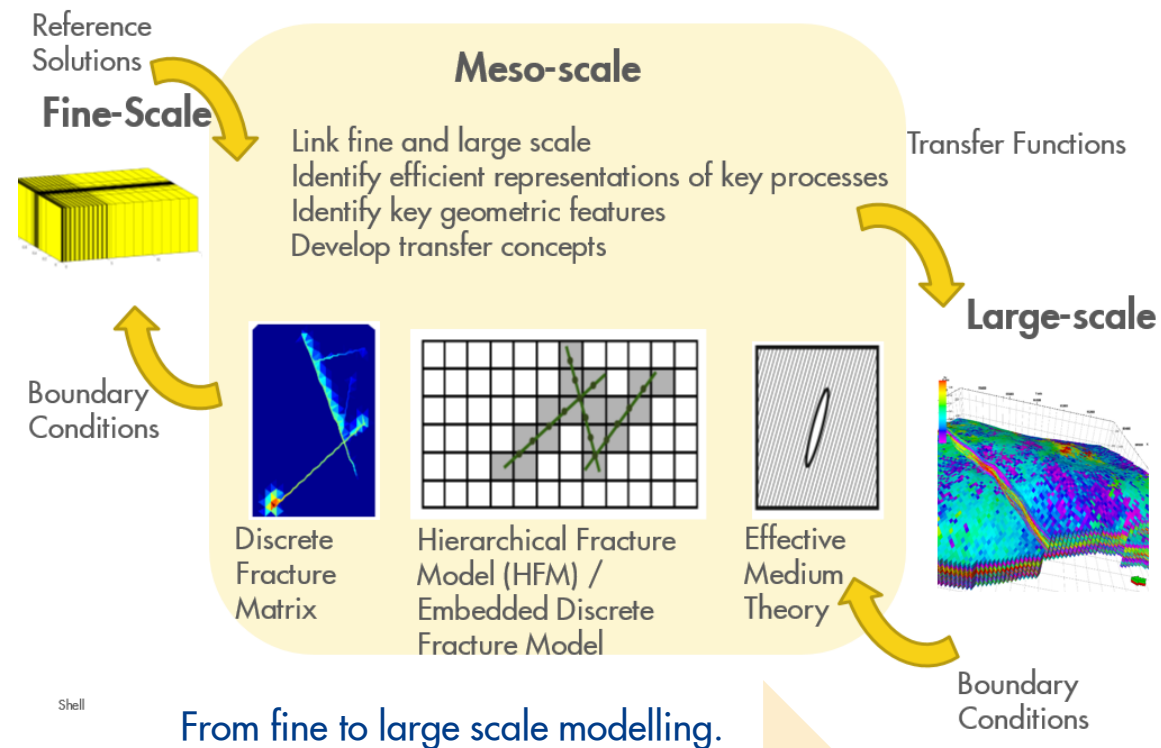 Reference
Solutions
Fine-Scale
Meso-scale
Link fine and large scale
Identify efficient representations of key processes
Identify key geometric features
Develop transfer concepts
Transfer Functions
Large-scale
Boundary
Conditions
Discrete
Fracture
Matrix
Hierarchical Fracture
Model (HFM) /
Embedded Discrete
Fracture Model
Effective
Medium
Theory
Boundary
Conditions
Shell
From fine to large scale modelling.